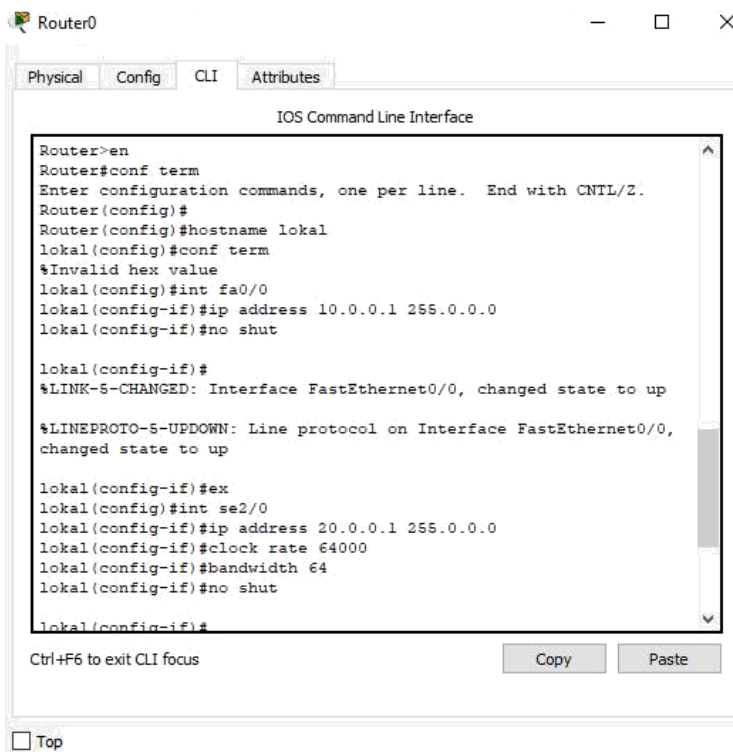 Router0
Physical Config CLI Attributes
IOS Command Line Interface
Router>en
Router#conf term
Enter configuration commands, one per line.  End with CNTL/Z.
Router(config)#
Router(config)#hostname lokal
lokal(config)#conf term
%Invalid hex value
lokal(config)#int fa0/0
lokal(config-if)#ip address 10.0.0.1 255.0.0.0
lokal(config-if)#no shut
lokal(config-if)#
%LINK-5-CHANGED: Interface FastEthernet0/0, changed state to up
%LINEPROTO-5-UPDOWN: Line protocol on Interface FastEthernet0/0,
changed state to up
lokal(config-if)#ex
lokal(config)#int se2/0
lokal(config-if)#ip address 20.0.0.1 255.0.0.0
lokal(config-if)#clock rate 64000
lokal(config-if)#bandwidth 64
lokal(config-if)#no shut
lokal(config-if)#
Ctrl+F6 to exit CLI focus Copy Paste
Top